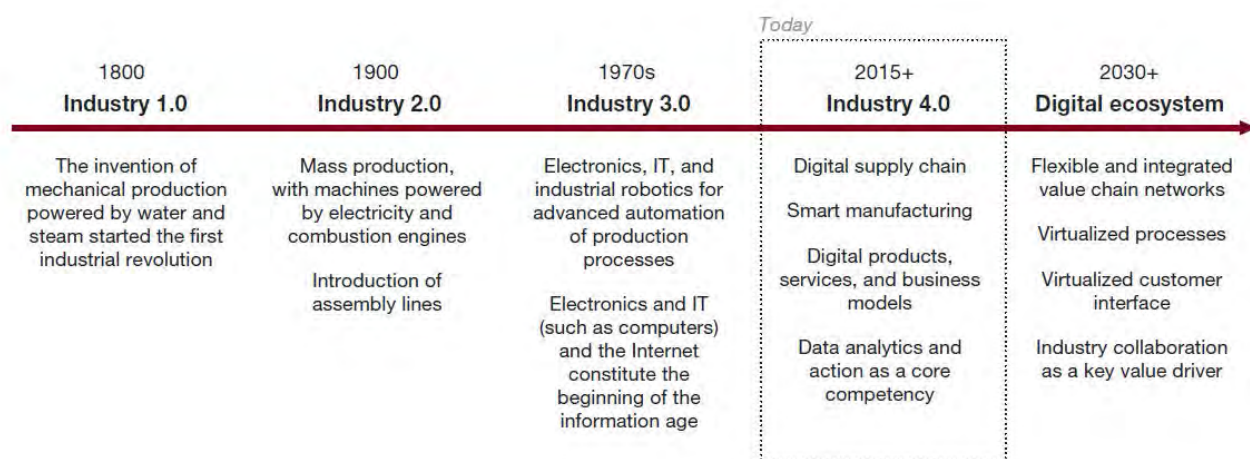 Today
1800
Industry 1.0
The invention of
mechanical production
powered by water and
steam started the first
industrial revolution
1900
Industry 2.0
Mass production,
with machines powered
by electricity and
combustion engines
Introduction of
assembly lines
1970s
Industry 3.0
Electronics, IT, and
industrial robotics for
advanced automation
of production
processes
Electronics and IT
(such as computers)
and the Internet
constitute the
beginning of the
information age
2015+
Industry 4.0
Digital supply chain
Smart manufacturing
Digital products,
services, and business
models
Data analytics and
action as a core
competency
2030+
Digital ecosystem
Flexible and integrated
value chain networks
Virtualized processes
Virtualized customer
interface
Industry collaboration
as a key value driver